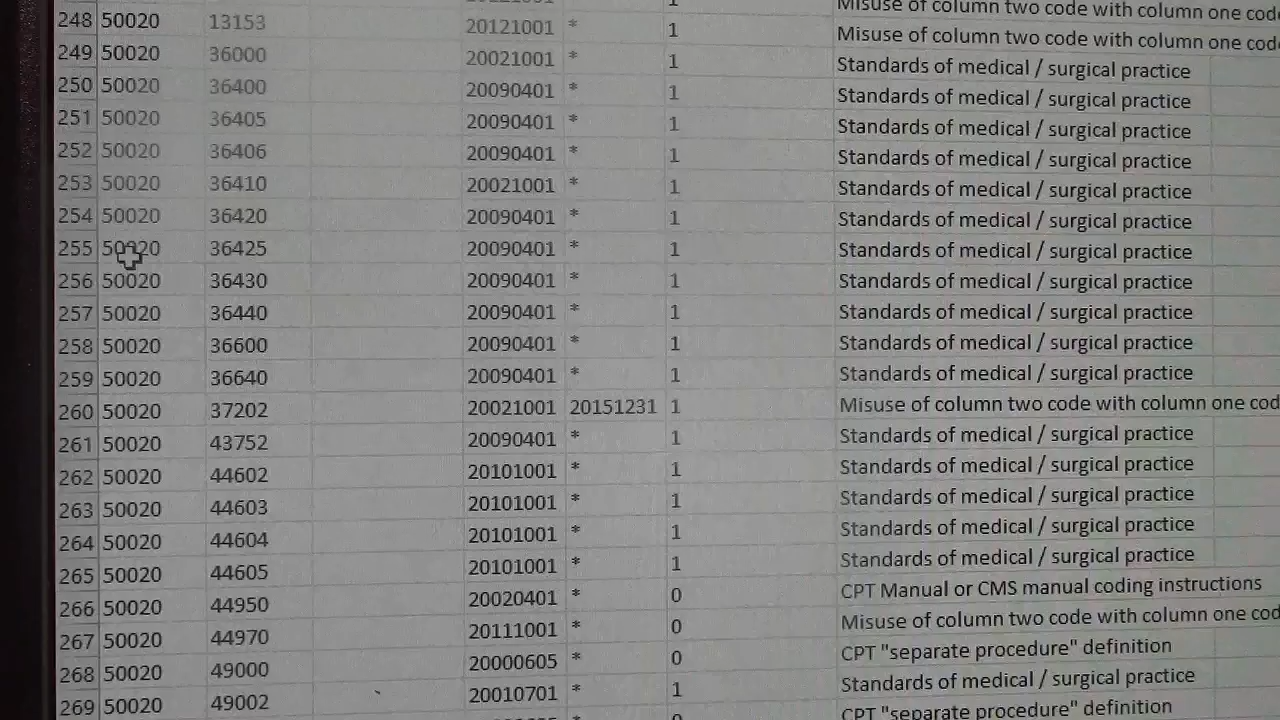 Misuse of column two code with column one code
248 50020 13153 20121001 * 1 Misuse of column two code with column one cod
249 50020 36000 20021001 * 1 Standards of medical / surgical practice
250 50020 36400 20090401 * 1 Standards of medical / surgical practice
251 50020 36405 20090401 * 1 Standards of medical / surgical practice
252 50020 36406 20090401 * 1 Standards of medical / surgical practice
253 50020 36410 20021001 * 1 Standards of medical / surgical practice
254 50020 36420 20090401 * 1 Standards of medical / surgical practice
255 50020 36425 20090401 * 1 Standards of medical / surgical practice
256 50020 36430 20090401 * 1 Standards of medical / surgical practice
257 50020 36440 20090401 * 1 Standards of medical / surgical practice
258 50020 36600 20090401 * 1 Standards of medical / surgical practice
259 50020 36640 20090401 * 1 Standards of medical / surgical practice
260 50020 37202 20021001 20151231 1 Misuse of column two code with column one cod
261 50020 43752 20090401 * 1 Standards of medical / surgical practice
262 50020 44602 20101001 * 1 Standards of medical / surgical practice
263 50020 44603 20101001 * 1 Standards of medical / surgical practice
264 50020 44604 20101001 * 1 Standards of medical / surgical practice
265 50020 44605 20101001 * 1 Standards of medical / surgical practice
266 50020 44950 20020401 * 0 CPT Manual or CMS manual coding instructions
267 50020 44970 20111001 * 0 Misuse of column two code with column one cod
268 50020 49000 20000605 * 0 CPT "separate procedure" definition
269 50020 49002 20010701 * 1 Standards of medical / surgical practice
CPT "separate procedure" definition